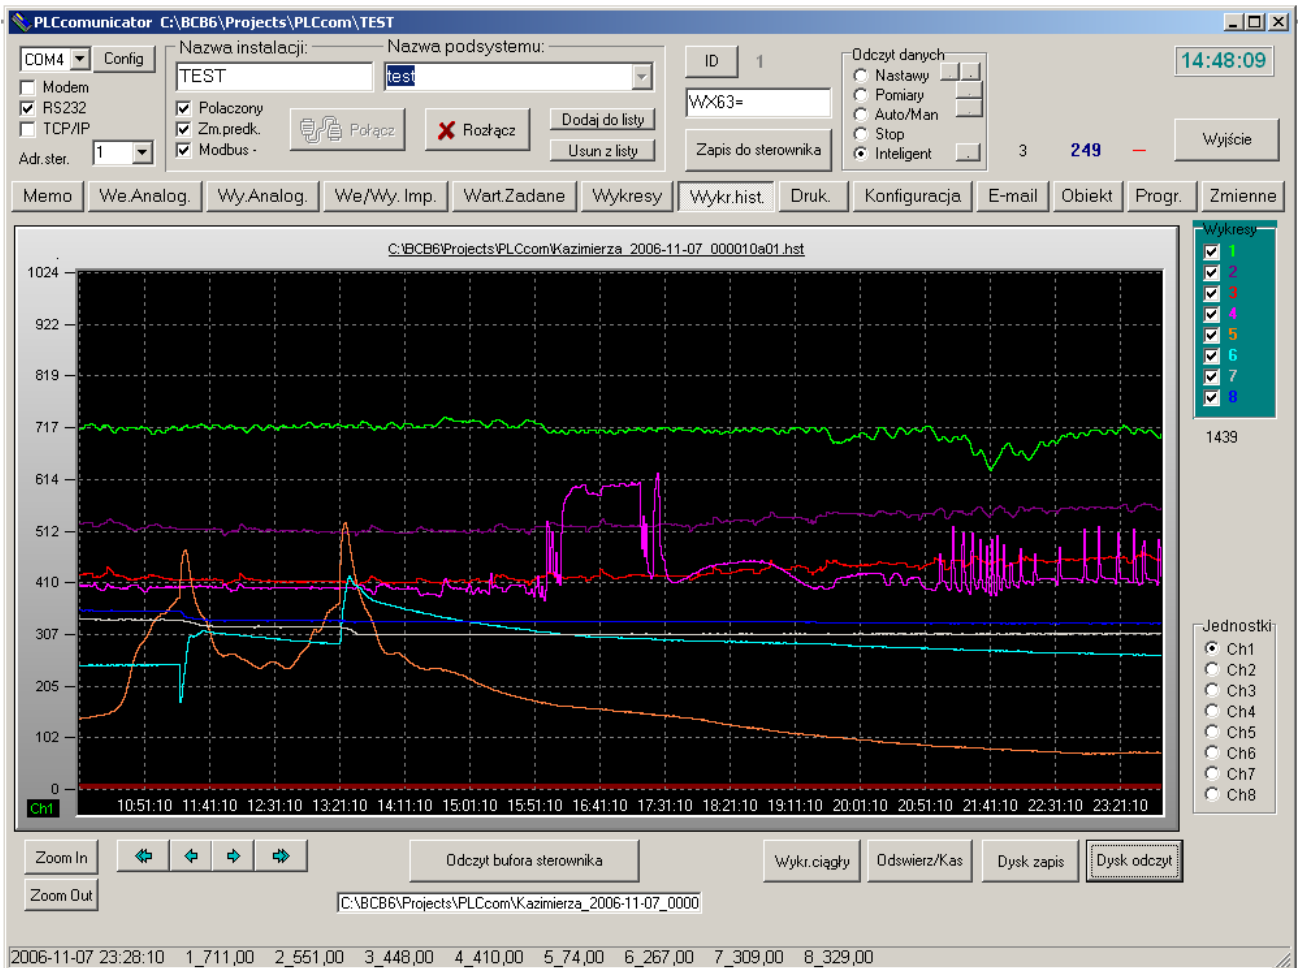 PLCcomunicator C:\BCB6\Projects\PLCcom\TEST
COM4 Config
Modem
RS232
TCP/IP
Adr.ster. 1
Nazwa instalacji: Nazwa podsystemu:
TEST test
Polaczony
Zm.predk.
Modbus -
Połącz Rozłącz
Dodaj do listy
Usun z listy
ID 1
WX63=
Zapis do sterownika
Odczyt danych
Nastawy
Pomiary
Auto/Man
Stop
Inteligent
3 249 –
14:48:09
Wyjście
Memo We.Analog. Wy.Analog. We/Wy. Imp. Wart.Zadane Wykresy Wykr.hist. Druk. Konfiguracja E-mail Obiekt Progr. Zmienne
C:\BCB6\Projects\PLCcom\Kazimierza_2006-11-07_000010a01.hst
1024
922
819
717
614
512
410
307
205
102
0
Ch1
10:51:10 11:41:10 12:31:10 13:21:10 14:11:10 15:01:10 15:51:10 16:41:10 17:31:10 18:21:10 19:11:10 20:01:10 20:51:10 21:41:10 22:31:10 23:21:10
Wykresy
1
2
3
4
5
6
7
8
1439
Jednostki
Ch1
Ch2
Ch3
Ch4
Ch5
Ch6
Ch7
Ch8
Zoom In
Zoom Out
Odczyt bufora sterownika
Wykr.ciągły Odswierz/Kas Dysk zapis Dysk odczyt
C:\BCB6\Projects\PLCcom\Kazimierza_2006-11-07_0000
2006-11-07 23:28:10 1_711,00 2_551,00 3_448,00 4_410,00 5_74,00 6_267,00 7_309,00 8_329,00